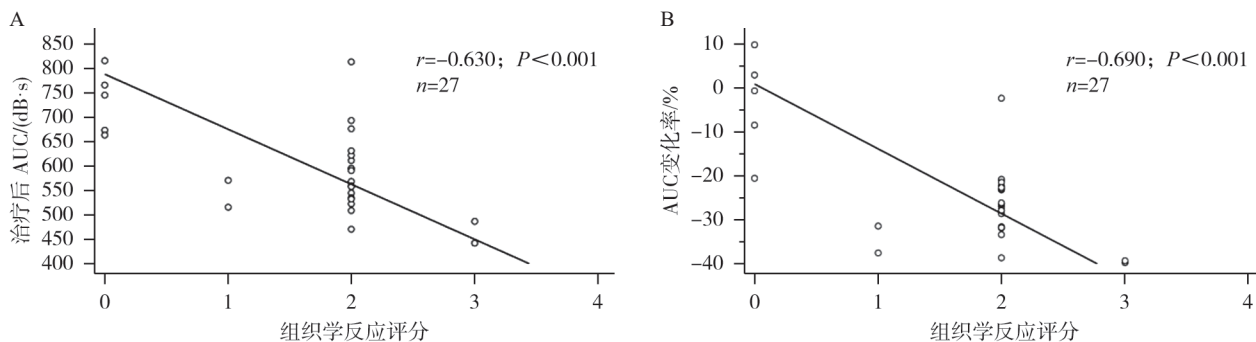 A
治疗后 AUC/(dB·s)
850
800
750
700
650
600
550
500
450
400
r=-0.630；P＜0.001
n=27
0 1 2 3 4
组织学反应评分
B
AUC变化率/%
10
0
-10
-20
-30
-40
r=-0.690；P＜0.001
n=27
0 1 2 3 4
组织学反应评分